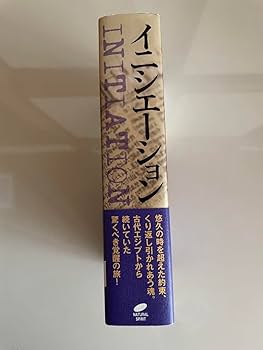 イニシエーション
INITIATION
悠久の時を超えた約束、
くり返し引かれあう魂。
古代エジプトから
続いていた
驚くべき覚醒の旅！
NATURAL
SPIRIT